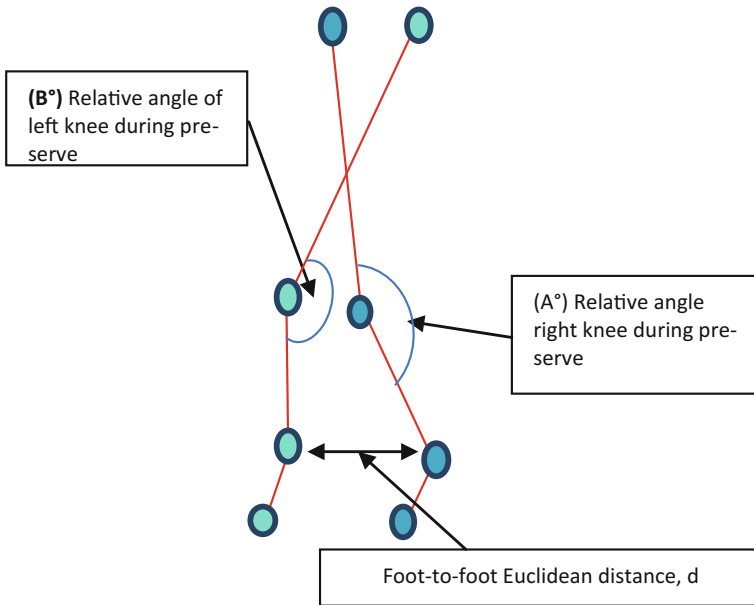 (B°) Relative angle of
left knee during pre-
serve
(A°) Relative angle
right knee during pre-
serve
Foot-to-foot Euclidean distance, d